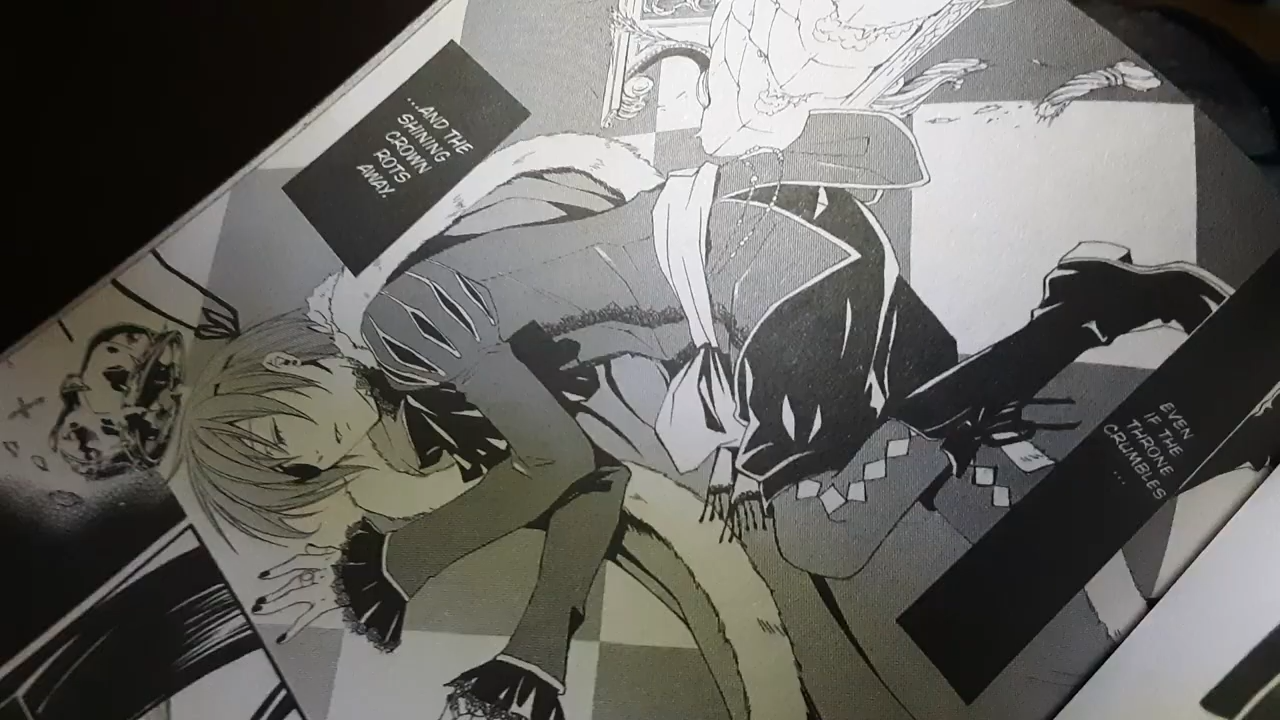 EVEN
IF THE
THRONE
CRUMBLES
...
...AND THE
SHINING
CROWN
ROTS
AWAY.